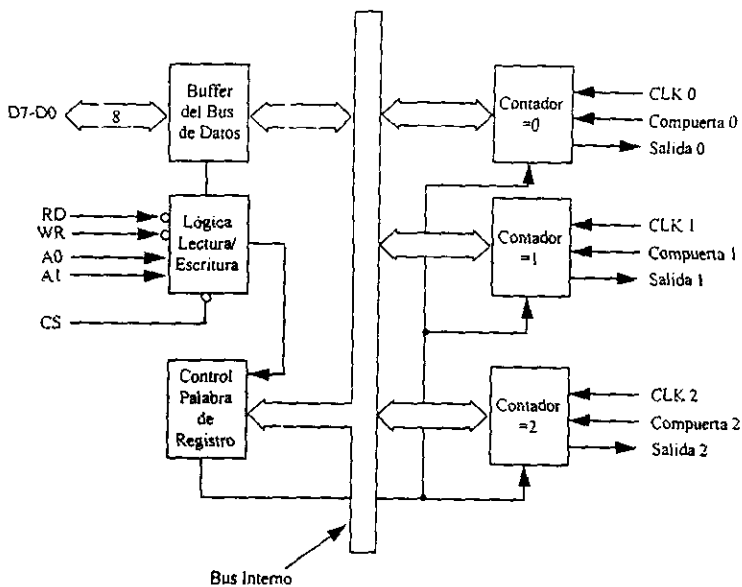 D7-D0
8
Buffer
del Bus
de Datos
RD
WR
A0
A1
CS
Lógica
Lectura/
Escritura
Control
Palabra
de
Registro
Bus Interno
Contador
=0
CLK 0
Compuerta 0
Salida 0
Contador
=1
CLK 1
Compuerta 1
Salida 1
Contador
=2
CLK 2
Compuerta 2
Salida 2